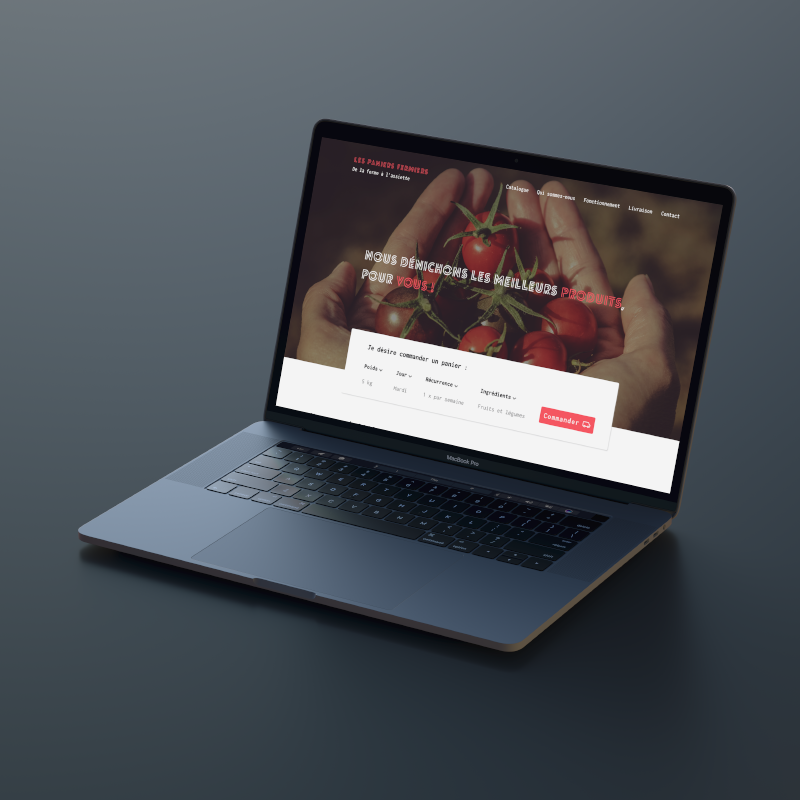 LES PANIERS FERMIERS
De la ferme à l'assiette
Catalogue Qui sommes-nous Fonctionnement Livraison Contact
NOUS DÉNICHONS LES MEILLEURS PRODUITS,
POUR VOUS !
Je désire commander un panier :
Poids Jour Récurrence Ingrédients
5 kg Mardi 1 x par semaine Fruits et légumes
Commander
MacBook Pro